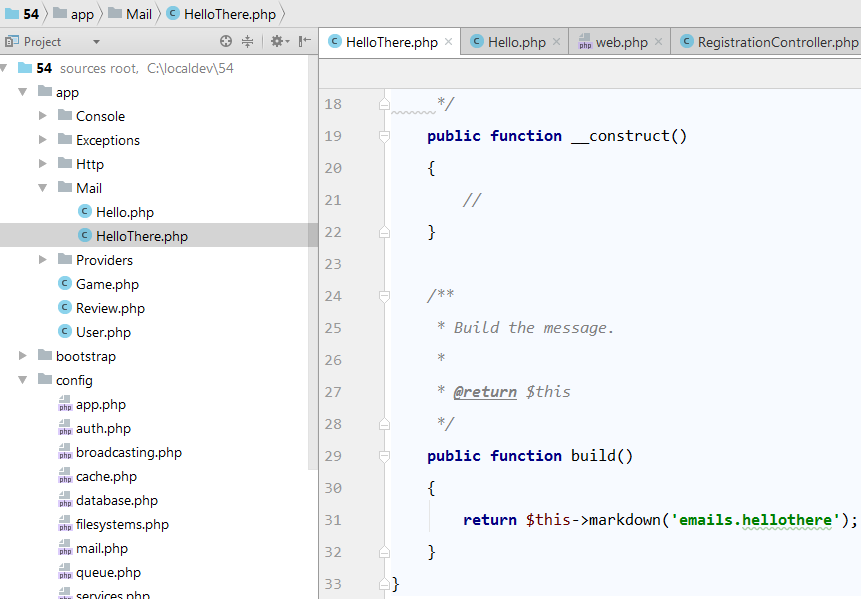 54 app Mail HelloThere.php
Project
HelloThere.php Hello.php web.php RegistrationController.php
54 sources root, C:\localdev\54
app
Console
Exceptions
Http
Mail
Hello.php
HelloThere.php
Providers
Game.php
Review.php
User.php
bootstrap
config
app.php
auth.php
broadcasting.php
cache.php
database.php
filesystems.php
mail.php
queue.php
services.php
18 */
19 public function __construct()
20 {
21 //
22 }
23
24 /**
25 * Build the message.
26 *
27 * @return $this
28 */
29 public function build()
30 {
31 return $this->markdown('emails.hellothere');
32 }
33 }